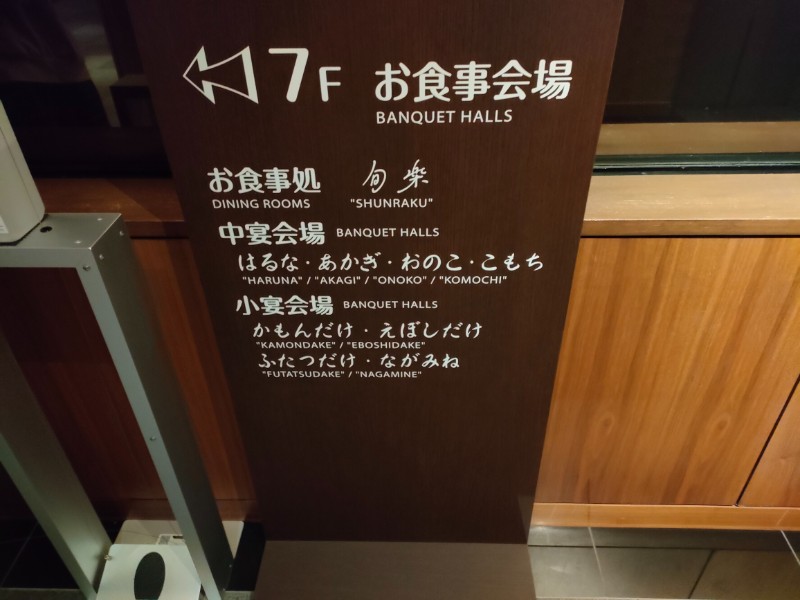 7F お食事会場
BANQUET HALLS
お食事処 旬楽
DINING ROOMS "SHUNRAKU"
中宴会場 BANQUET HALLS
はるな・あかぎ・おのこ・こもち
"HARUNA" / "AKAGI" / "ONOKO" / "KOMOCHI"
小宴会場 BANQUET HALLS
かもんだけ・えぼしだけ
"KAMONDAKE" / "EBOSHIDAKE"
ふたつだけ・ながみね
"FUTATSUDAKE" / "NAGAMINE"